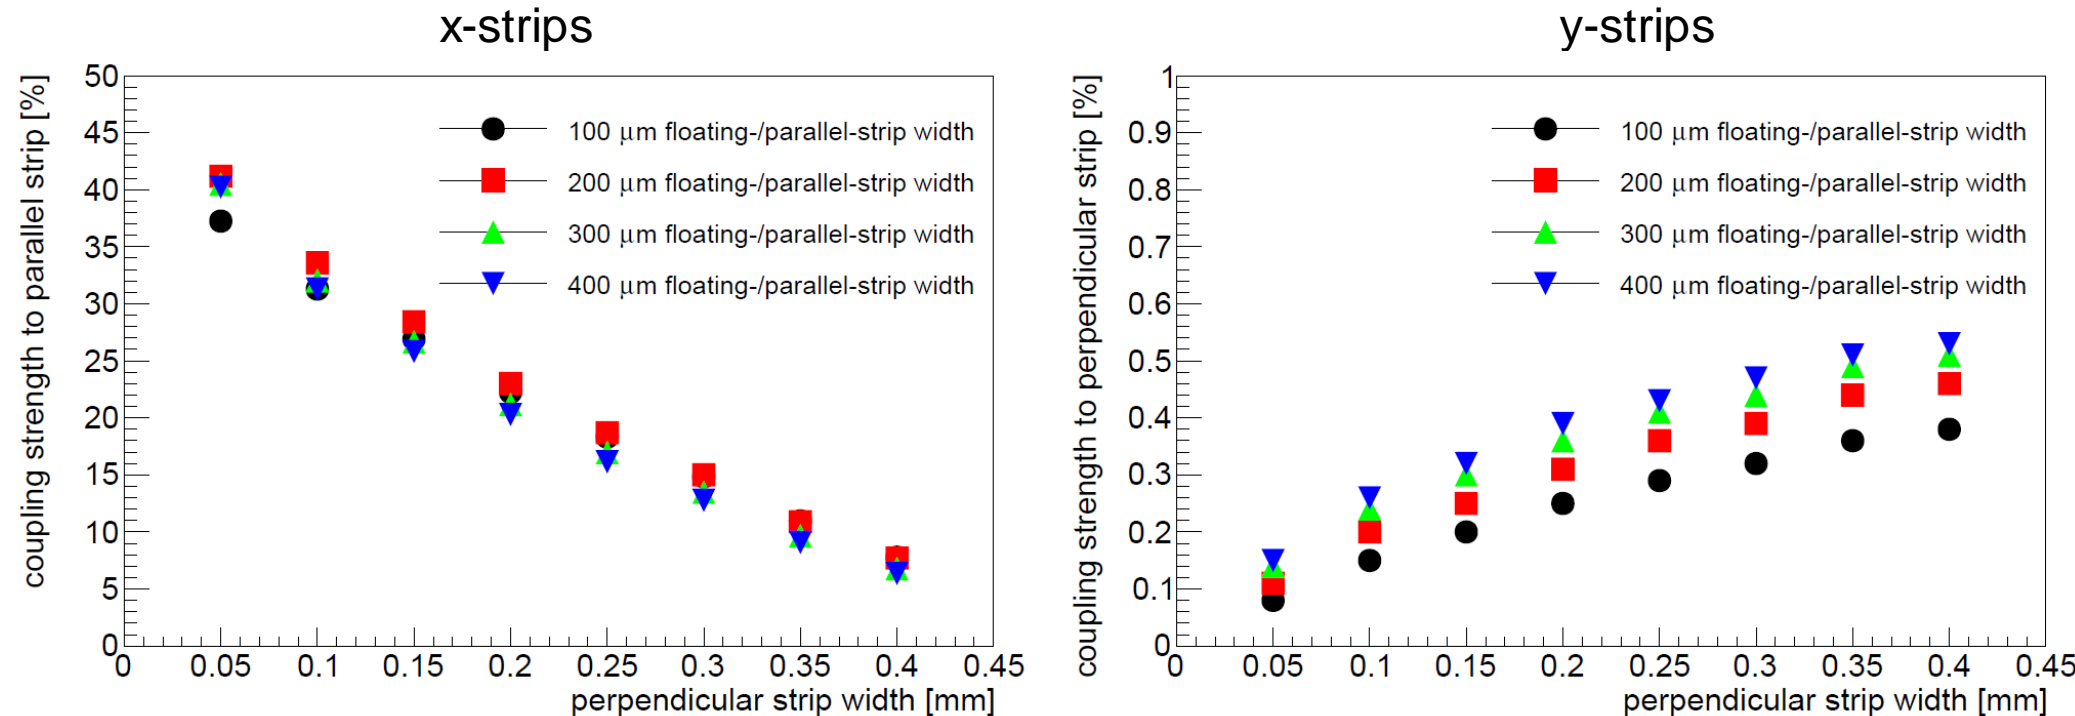 x-strips
coupling strength to parallel strip [%]
50
45
40
35
30
25
20
15
10
5
0
100 μm floating-/parallel-strip width
200 μm floating-/parallel-strip width
300 μm floating-/parallel-strip width
400 μm floating-/parallel-strip width
0 0.05 0.1 0.15 0.2 0.25 0.3 0.35 0.4 0.45
perpendicular strip width [mm]
y-strips
coupling strength to perpendicular strip [%]
1
0.9
0.8
0.7
0.6
0.5
0.4
0.3
0.2
0.1
0
100 μm floating-/parallel-strip width
200 μm floating-/parallel-strip width
300 μm floating-/parallel-strip width
400 μm floating-/parallel-strip width
0 0.05 0.1 0.15 0.2 0.25 0.3 0.35 0.4 0.45
perpendicular strip width [mm]